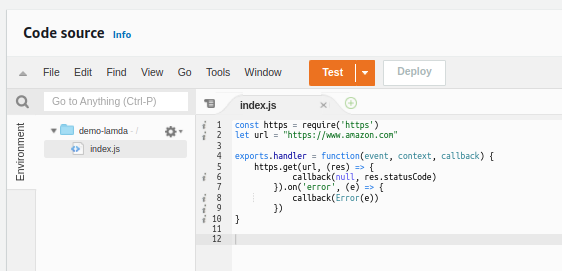 Code source Info
File Edit Find View Go Tools Window Test Deploy
Go to Anything (Ctrl-P)
index.js
Environment
demo-lamda - /
index.js
1 const https = require('https')
2 let url = "https://www.amazon.com"
3
4 exports.handler = function(event, context, callback) {
5 https.get(url, (res) => {
6 callback(null, res.statusCode)
7 }).on('error', (e) => {
8 callback(Error(e))
9 })
10 }
11
12